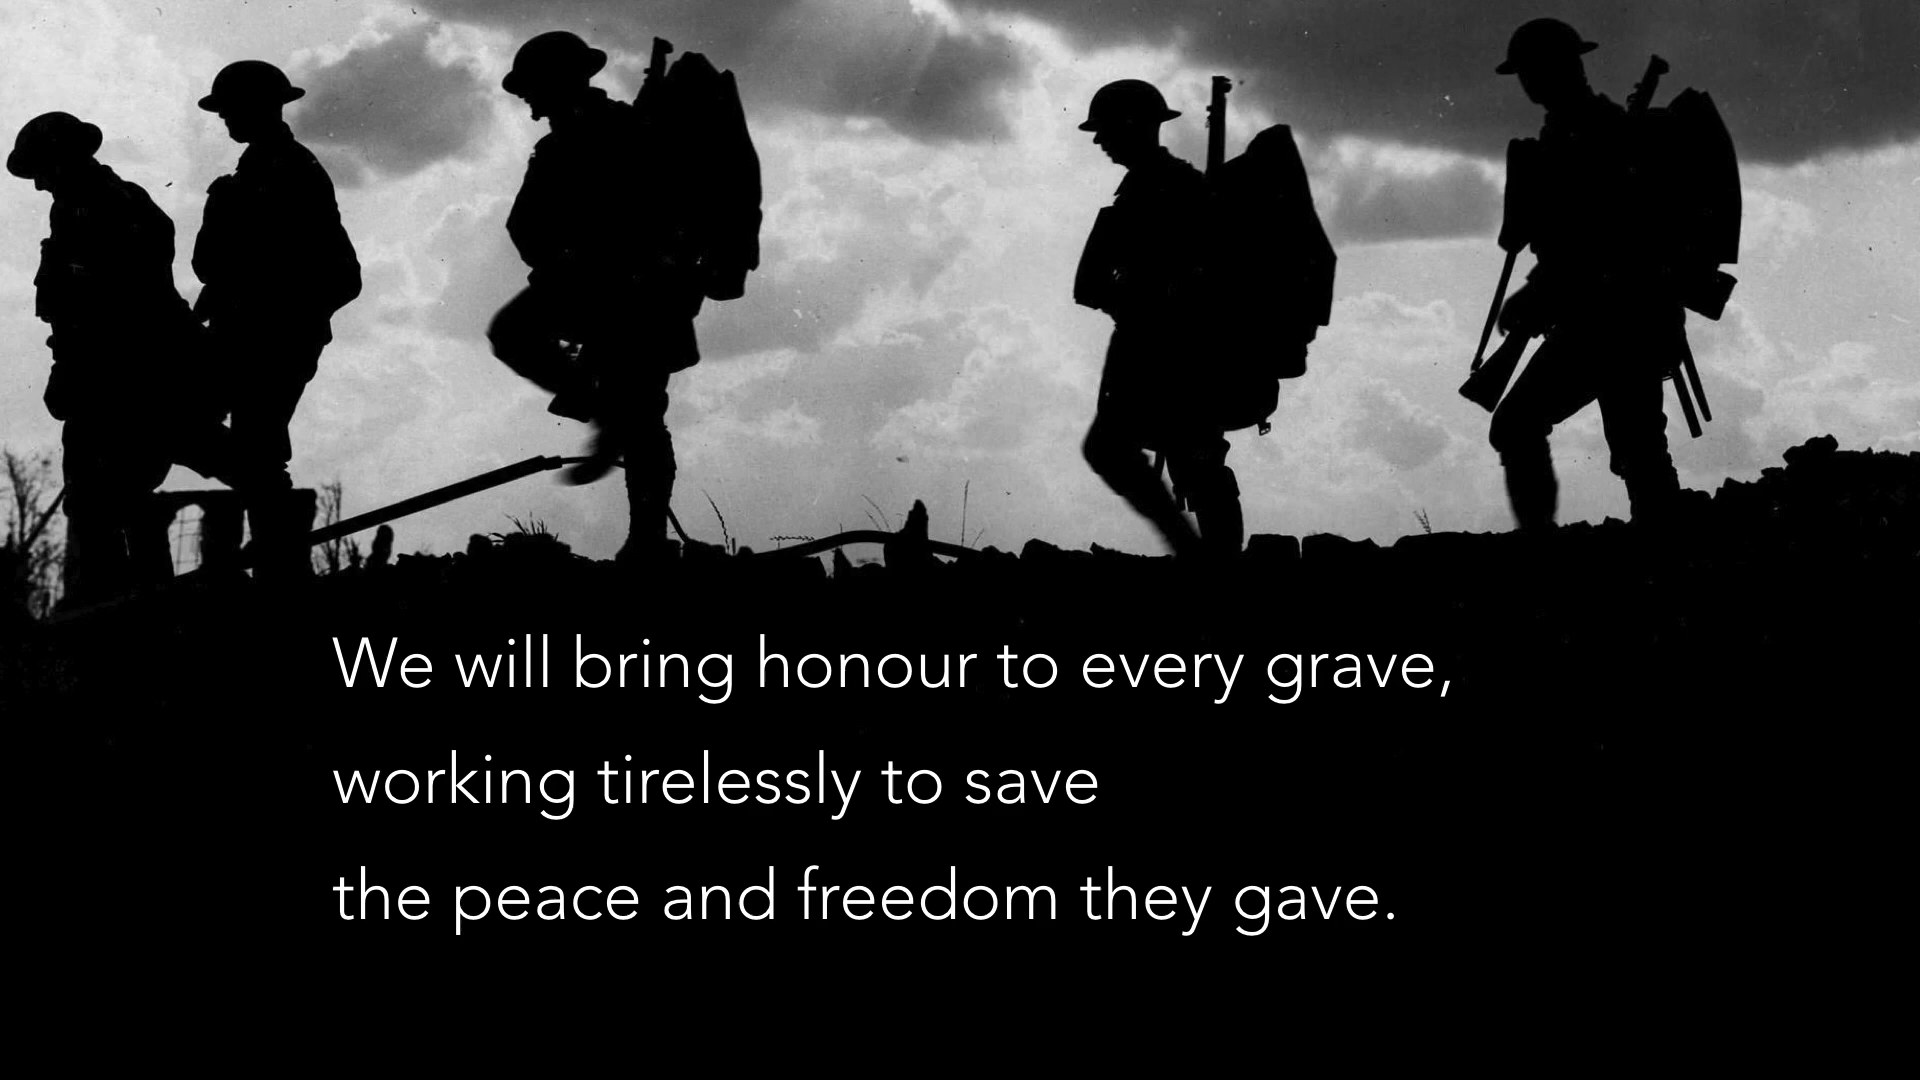 We will bring honour to every grave,
working tirelessly to save
the peace and freedom they gave.